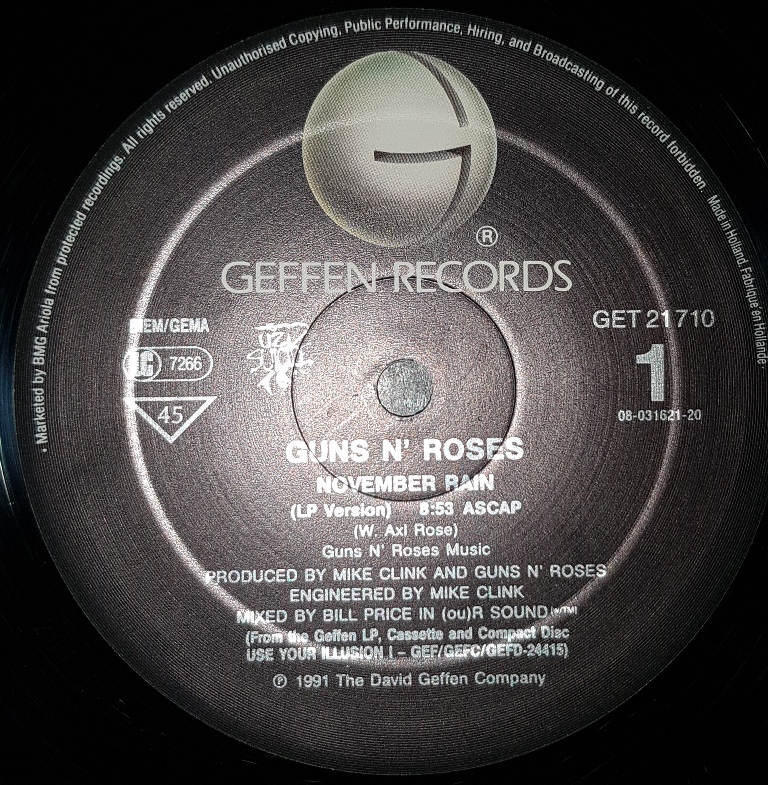 • Marketed by BMG Ariola from protected recordings. All rights reserved. Unauthorised Copying, Public Performance, Hiring, and Broadcasting of this record forbidden. Made in Holland. Fabriqué en Hollande.
G
®
GEFFEN RECORDS
BIEM/GEMA
LC 7266
45
GET 21710
1
08-031621-20
GUNS N' ROSES
NOVEMBER RAIN
(LP Version) 8:53 ASCAP
(W. Axl Rose)
Guns N' Roses Music
PRODUCED BY MIKE CLINK AND GUNS N' ROSES
ENGINEERED BY MIKE CLINK
MIXED BY BILL PRICE IN (ou)R SOUND
(From the Geffen LP, Cassette and Compact Disc
USE YOUR ILLUSION I – GEF/GEFC/GEFD-24415)
℗ 1991 The David Geffen Company